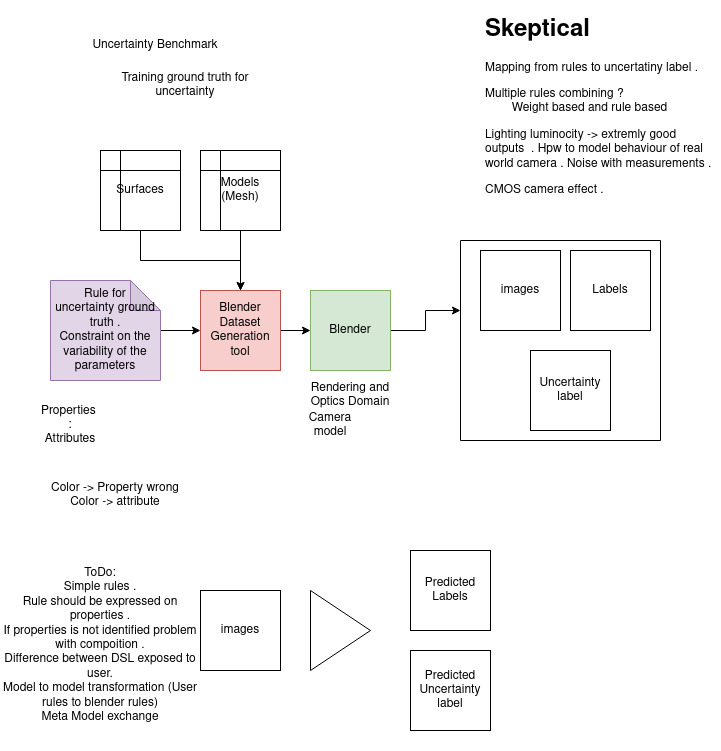 Uncertainty Benchmark
Training ground truth for
uncertainty
Skeptical
Mapping from rules to uncertatiny label .
Multiple rules combining ?
Weight based and rule based
Lighting luminocity -> extremly good
outputs  . Hpw to model behaviour of real
world camera . Noise with measurements .
CMOS camera effect .
Surfaces
Models
(Mesh)
Rule for
uncertainty ground
truth .
Constraint on the
variability of the
parameters
Blender
Dataset
Generation
tool
Blender
Rendering and
Optics Domain
Camera
model
images
Labels
Uncertainty
label
Properties
:
Attributes
Color -> Property wrong
Color -> attribute
ToDo:
Simple rules .
Rule should be expressed on
properties .
If properties is not identified problem
with compoition .
Difference between DSL exposed to
user.
Model to model transformation (User
rules to blender rules)
Meta Model exchange
images
Predicted
Labels
Predicted
Uncertainty
label